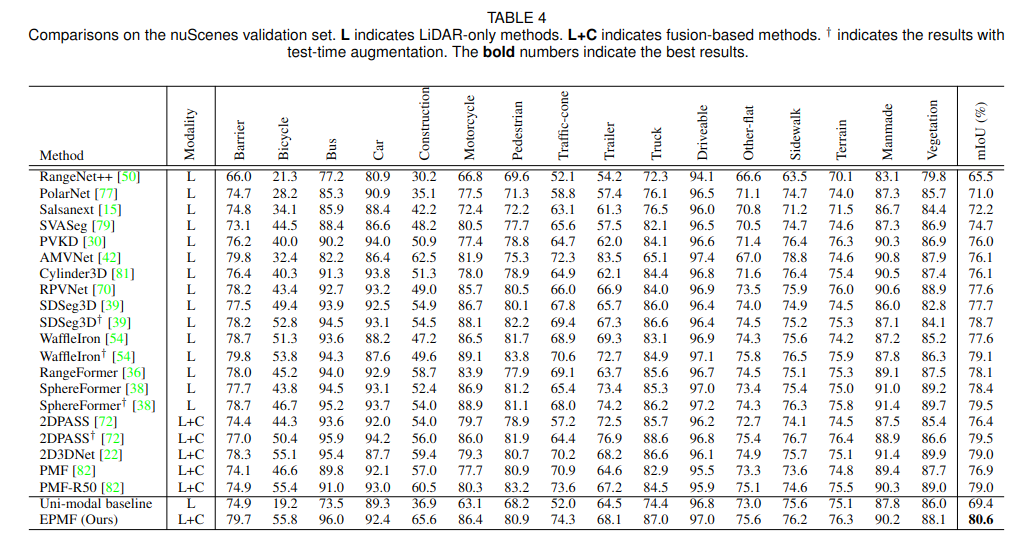 TABLE 4
Comparisons on the nuScenes validation set. L indicates LiDAR-only methods. L+C indicates fusion-based methods. † indicates the results with
test-time augmentation. The bold numbers indicate the best results.
Method Modality Barrier Bicycle Bus Car Construction Motorcycle Pedestrian Traffic-cone Trailer Truck Driveable Other-flat Sidewalk Terrain Manmade Vegetation mIoU (%)
RangeNet++ [50] L 66.0 21.3 77.2 80.9 30.2 66.8 69.6 52.1 54.2 72.3 94.1 66.6 63.5 70.1 83.1 79.8 65.5
PolarNet [77] L 74.7 28.2 85.3 90.9 35.1 77.5 71.3 58.8 57.4 76.1 96.5 71.1 74.7 74.0 87.3 85.7 71.0
Salsanext [15] L 74.8 34.1 85.9 88.4 42.2 72.4 72.2 63.1 61.3 76.5 96.0 70.8 71.2 71.5 86.7 84.4 72.2
SVASeg [79] L 73.1 44.5 88.4 86.6 48.2 80.5 77.7 65.6 57.5 82.1 96.5 70.5 74.7 74.6 87.3 86.9 74.7
PVKD [30] L 76.2 40.0 90.2 94.0 50.9 77.4 78.8 64.7 62.0 84.1 96.6 71.4 76.4 76.3 90.3 86.9 76.0
AMVNet [42] L 79.8 32.4 82.2 86.4 62.5 81.9 75.3 72.3 83.5 65.1 97.4 67.0 78.8 74.6 90.8 87.9 76.1
Cylinder3D [81] L 76.4 40.3 91.3 93.8 51.3 78.0 78.9 64.9 62.1 84.4 96.8 71.6 76.4 75.4 90.5 87.4 76.1
RPVNet [70] L 78.2 43.4 92.7 93.2 49.0 85.7 80.5 66.0 66.9 84.0 96.9 73.5 75.9 76.0 90.6 88.9 77.6
SDSeg3D [39] L 77.5 49.4 93.9 92.5 54.9 86.7 80.1 67.8 65.7 86.0 96.4 74.0 74.9 74.5 86.0 82.8 77.7
SDSeg3D† [39] L 78.2 52.8 94.5 93.1 54.5 88.1 82.2 69.4 67.3 86.6 96.4 74.5 75.2 75.3 87.1 84.1 78.7
WaffleIron [54] L 78.7 51.3 93.6 88.2 47.2 86.5 81.7 68.9 69.3 83.1 96.9 74.3 75.6 74.2 87.2 85.2 77.6
WaffleIron† [54] L 79.8 53.8 94.3 87.6 49.6 89.1 83.8 70.6 72.7 84.9 97.1 75.8 76.5 75.9 87.8 86.3 79.1
RangeFormer [36] L 78.0 45.2 94.0 92.9 58.7 83.9 77.9 69.1 63.7 85.6 96.7 74.5 75.1 75.3 89.1 87.5 78.1
SphereFormer [38] L 77.7 43.8 94.5 93.1 52.4 86.9 81.2 65.4 73.4 85.3 97.0 73.4 75.4 75.0 91.0 89.2 78.4
SphereFormer† [38] L 78.7 46.7 95.2 93.7 54.0 88.9 81.1 68.0 74.2 86.2 97.2 74.3 76.3 75.8 91.4 89.7 79.5
2DPASS [72] L+C 74.4 44.3 93.6 92.0 54.0 79.7 78.9 57.2 72.5 85.7 96.2 72.7 74.1 74.5 87.5 85.4 76.4
2DPASS† [72] L+C 77.0 50.4 95.9 94.2 56.0 86.0 81.9 64.4 76.9 88.6 96.8 75.4 76.7 76.4 88.9 86.6 79.5
2D3DNet [22] L+C 78.3 55.1 95.4 87.7 59.4 79.3 80.7 70.2 68.2 86.6 96.1 74.9 75.7 75.1 91.4 89.9 79.0
PMF [82] L+C 74.1 46.6 89.8 92.1 57.0 77.7 80.9 70.9 64.6 82.9 95.5 73.3 73.6 74.8 89.4 87.7 76.9
PMF-R50 [82] L+C 74.9 55.4 91.0 93.0 60.5 80.3 83.2 73.6 67.2 84.5 95.9 75.1 74.6 75.5 90.3 89.0 79.0
Uni-modal baseline L 74.9 19.2 73.5 89.3 36.9 63.1 68.2 52.0 64.5 74.4 96.8 73.0 75.6 75.1 87.8 86.0 69.4
EPMF (Ours) L+C 79.7 55.8 96.0 92.4 65.6 86.4 80.9 74.3 68.1 87.0 97.0 75.6 76.2 76.3 90.2 88.1 80.6